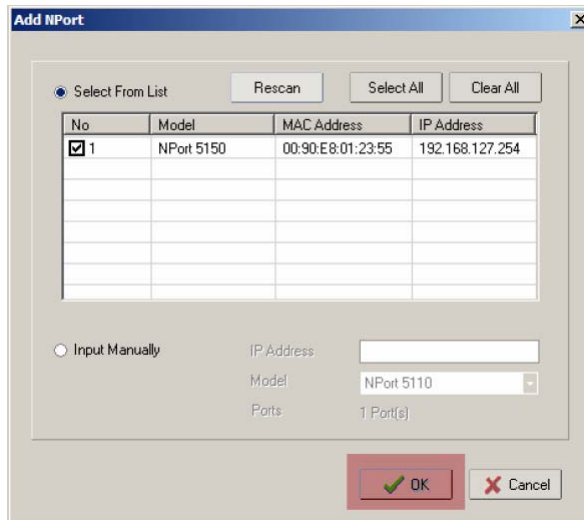 Add NPort
Select From List Rescan Select All Clear All
No Model MAC Address IP Address
1 NPort 5150 00:90:E8:01:23:55 192.168.127.254
Input Manually IP Address
Model NPort 5110
Ports 1 Port(s)
OK Cancel